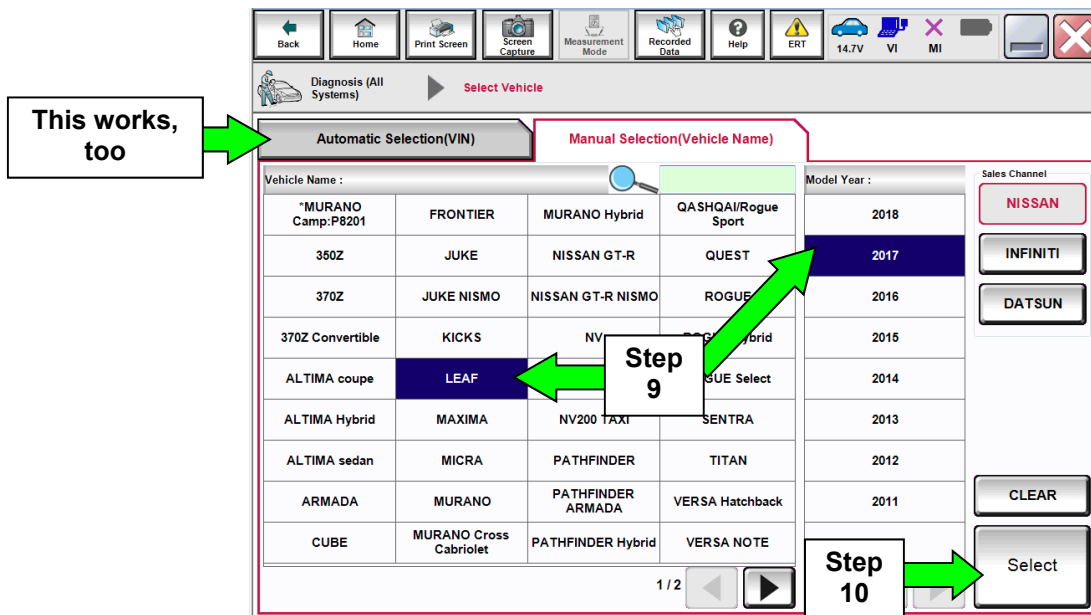 Back
Home
Print Screen
Screen
Capture
Measurement
Mode
Recorded
Data
Help
ERT
14.7V
VI
MI
Diagnosis (All
Systems)
Select Vehicle
This works,
too
Automatic Selection(VIN)
Manual Selection(Vehicle Name)
Vehicle Name :
Model Year :
Sales Channel
*MURANO
Camp:P8201
FRONTIER
MURANO Hybrid
QASHQAI/Rogue
Sport
2018
NISSAN
350Z
JUKE
NISSAN GT-R
QUEST
2017
INFINITI
370Z
JUKE NISMO
NISSAN GT-R NISMO
ROGUE
2016
DATSUN
370Z Convertible
KICKS
NV
2015
Step
9
ALTIMA coupe
LEAF
Select
2014
ALTIMA Hybrid
MAXIMA
NV200 TAXI
SENTRA
2013
ALTIMA sedan
MICRA
PATHFINDER
TITAN
2012
ARMADA
MURANO
PATHFINDER
ARMADA
VERSA Hatchback
2011
CLEAR
CUBE
MURANO Cross
Cabriolet
PATHFINDER Hybrid
VERSA NOTE
Step
10
Select
1 / 2